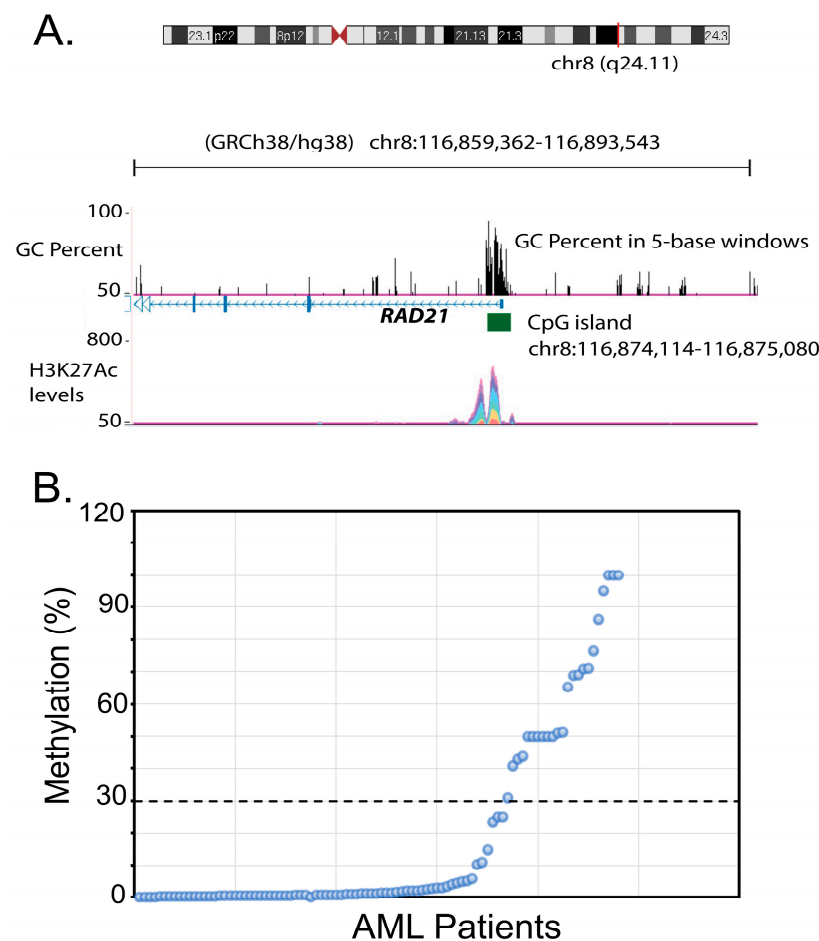 A.
23.1 p22 8p12 12.1 21.13 21.3 24.3
chr8 (q24.11)
(GRCh38/hg38) chr8:116,859,362-116,893,543
100
GC Percent
GC Percent in 5-base windows
50
RAD21
CpG island
800
chr8:116,874,114-116,875,080
H3K27Ac
levels
50
B.
120
90
60
30
0
Methylation (%)
AML Patients